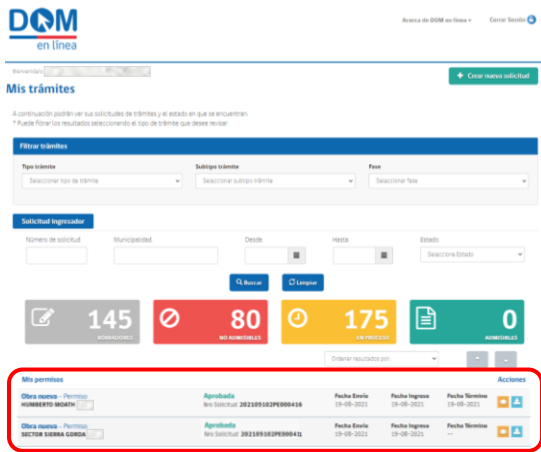 DOM
en línea
Acerca de DOM en línea
Cerrar Sesión
Bienvenido/a
+ Crear nueva solicitud
Mis trámites
A continuación podrán ver sus solicitudes de trámites y el estado en que se encuentran.
* Puede filtrar los resultados seleccionando el tipo de trámite que desee revisar
Filtrar trámites
Tipo trámite Subtipo trámite Fase
Seleccionar tipo de trámite Seleccionar subtipo trámite Seleccionar fase
Solicitud Ingresador
Número de solicitud Municipalidad Desde Hasta Estado
Selecciona Estado
Buscar Limpiar
145 80 175 0
BORRADORES NO ADMISIBLES EN PROCESO ADMISIBLES
Ordenar resultados por:
Mis permisos Acciones
Obra nueva - Permiso Aprobada Fecha Envío Fecha Ingreso Fecha Término
HUMBERTO MOATH Nro Solicitud 202105102PE000416 19-08-2021 19-08-2021 19-08-2021
Obra nueva - Permiso Aprobada Fecha Envío Fecha Ingreso Fecha Término
SECTOR SIERRA GORDA Nro Solicitud 19-08-2021 19-08-2021 --